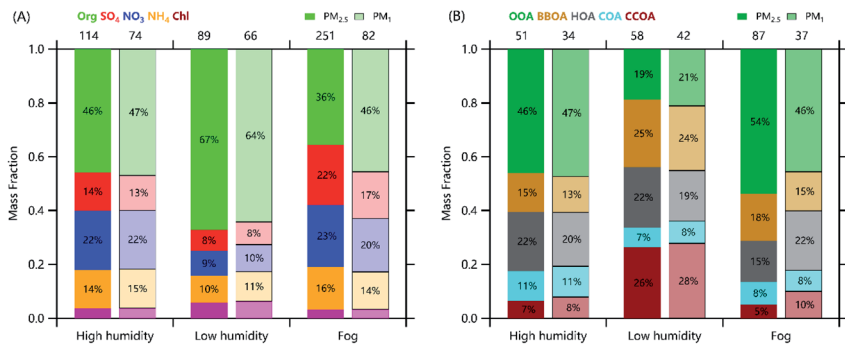 (A) Org SO₄ NO₃ NH₄ Chl PM₂.₅ PM₁
114 74 89 66 251 82
Mass Fraction
1.0
0.8
0.6
0.4
0.2
0.0
46% 47% 67% 64% 36% 46%
14% 13% 8% 8% 22% 17%
22% 22% 9% 10% 23% 20%
14% 15% 10% 11% 16% 14%
High humidity Low humidity Fog
(B) OOA BBOA HOA COA CCOA PM₂.₅ PM₁
51 34 58 42 87 37
Mass Fraction
1.0
0.8
0.6
0.4
0.2
0.0
46% 47% 19% 21% 54% 46%
15% 13% 25% 24% 18% 15%
22% 20% 22% 19% 15% 22%
11% 11% 7% 8% 8% 8%
7% 8% 26% 28% 5% 10%
High humidity Low humidity Fog